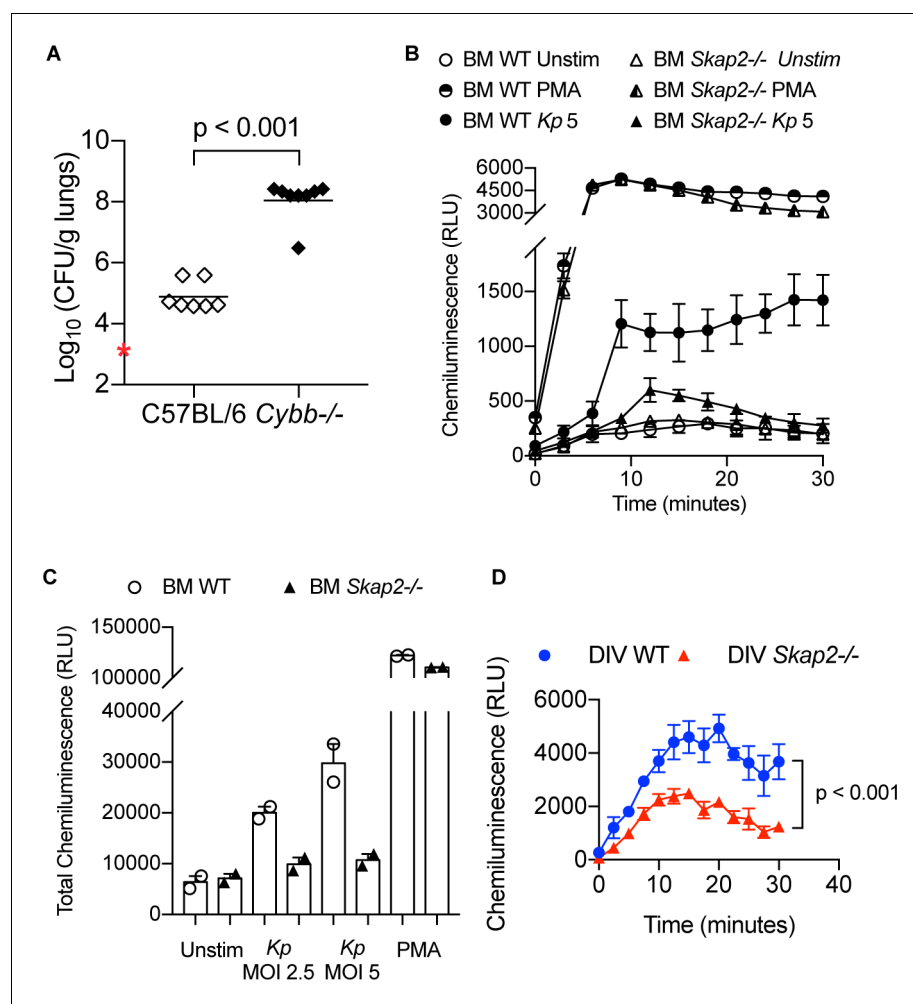 A
p < 0.001
Log10 (CFU/g lungs)
10
8
6
4
2
*
C57BL/6 Cybb-/-
B
BM WT Unstim
BM Skap2-/- Unstim
BM WT PMA
BM Skap2-/- PMA
BM WT Kp 5
BM Skap2-/- Kp 5
Chemiluminescence (RLU)
6000
4500
3000
1500
1000
500
0
0 10 20 30
Time (minutes)
C
BM WT
BM Skap2-/-
Total Chemiluminescence (RLU)
150000
100000
40000
30000
20000
10000
0
Unstim Kp Kp PMA
MOI 2.5 MOI 5
D
DIV WT DIV Skap2-/-
Chemiluminescence (RLU)
6000
4000
2000
0
p < 0.001
0 10 20 30 40
Time (minutes)